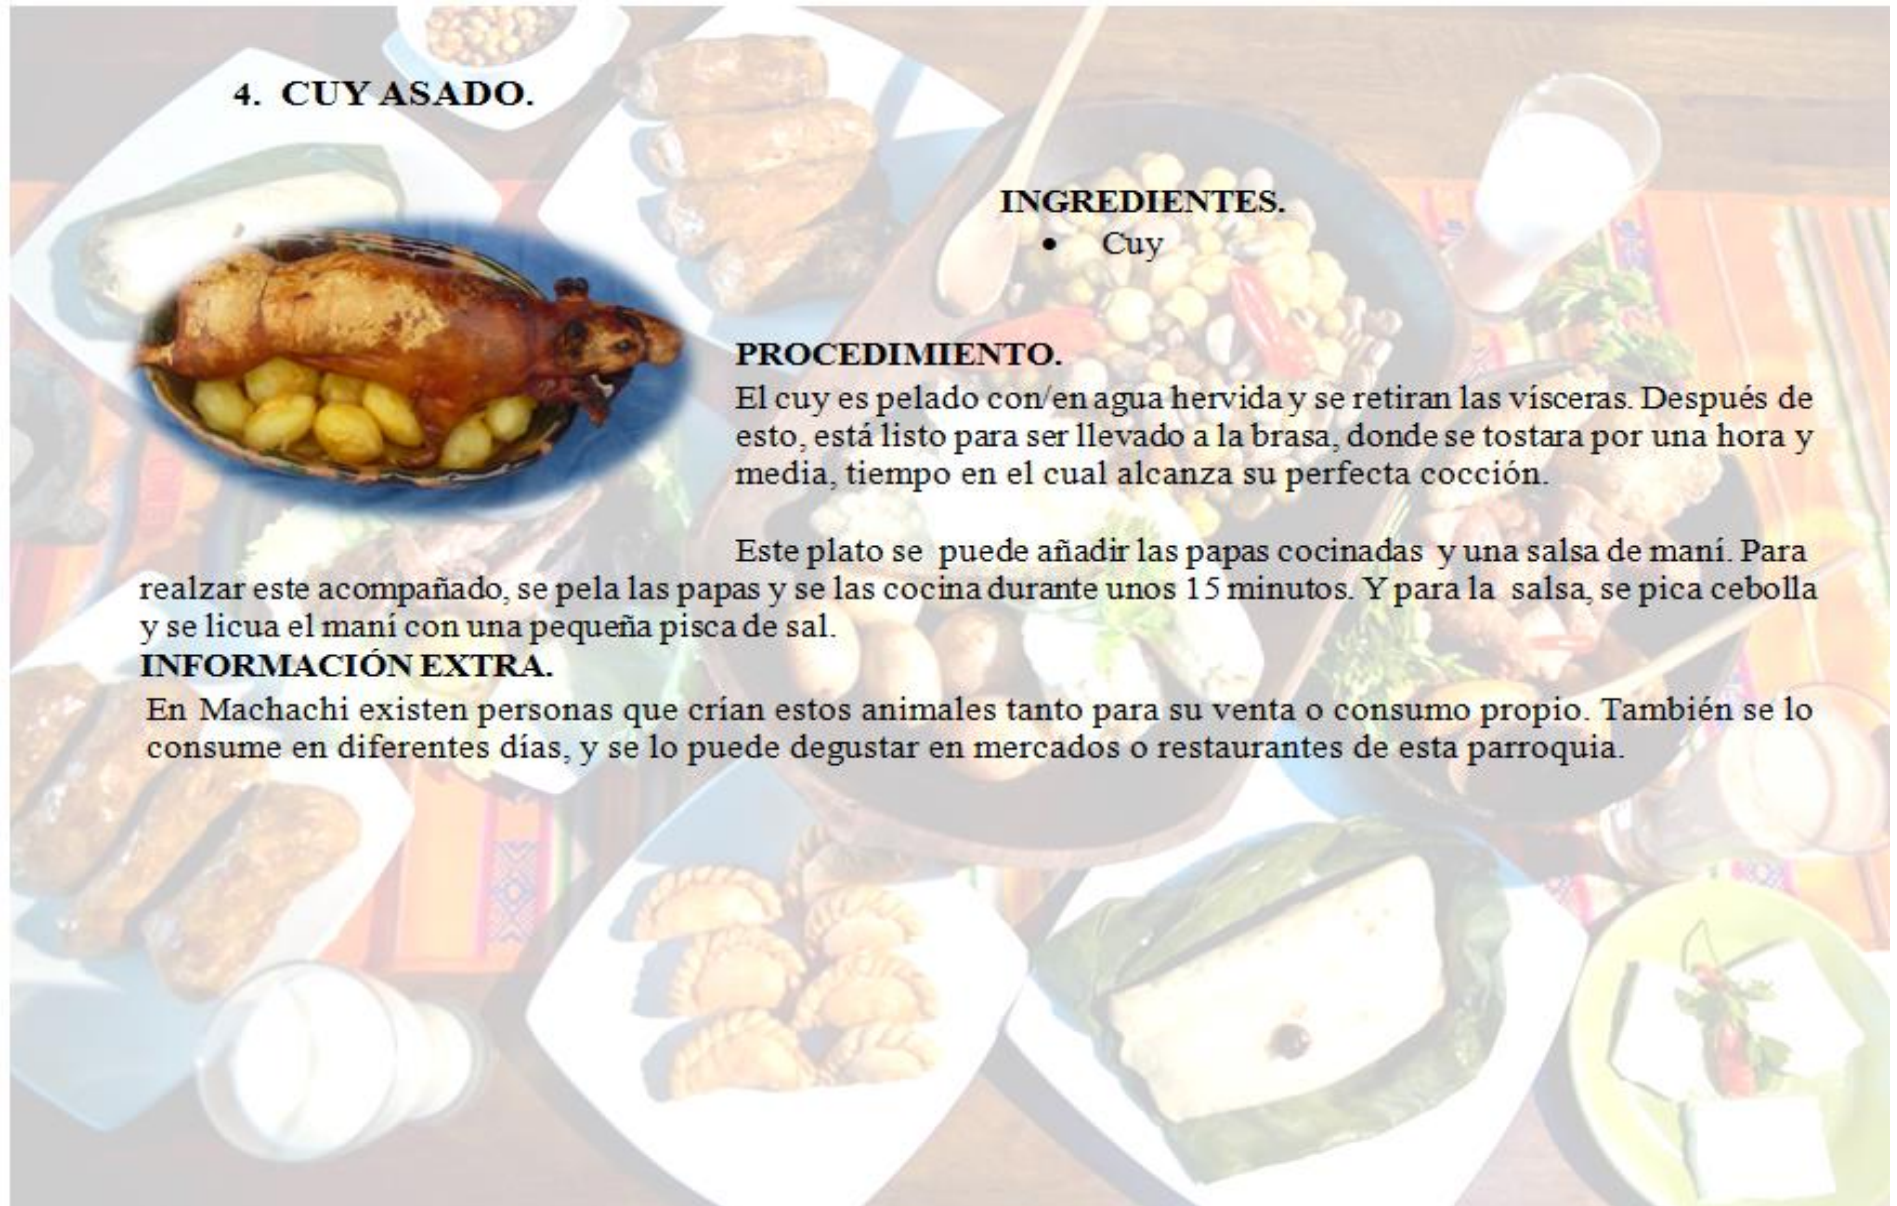 4. CUY ASADO.
INGREDIENTES.
• Cuy
PROCEDIMIENTO.
El cuy es pelado con/en agua hervida y se retiran las vísceras. Después de
esto, está listo para ser llevado a la brasa, donde se tostara por una hora y
media, tiempo en el cual alcanza su perfecta cocción.
Este plato se puede añadir las papas cocinadas y una salsa de maní. Para
realzar este acompañado, se pela las papas y se las cocina durante unos 15 minutos. Y para la salsa, se pica cebolla
y se licua el maní con una pequeña pisca de sal.
INFORMACIÓN EXTRA.
En Machachi existen personas que crían estos animales tanto para su venta o consumo propio. También se lo
consume en diferentes días, y se lo puede degustar en mercados o restaurantes de esta parroquia.